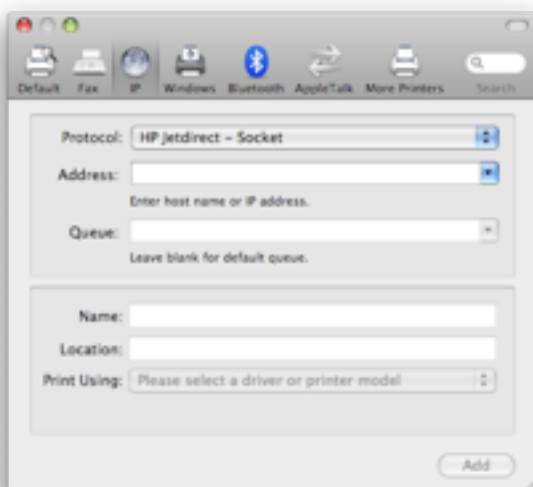 Default Fax IP Windows Bluetooth AppleTalk More Printers Search
Protocol: HP Jetdirect – Socket
Address:
Enter host name or IP address.
Queue:
Leave blank for default queue.
Name:
Location:
Print Using: Please select a driver or printer model
Add